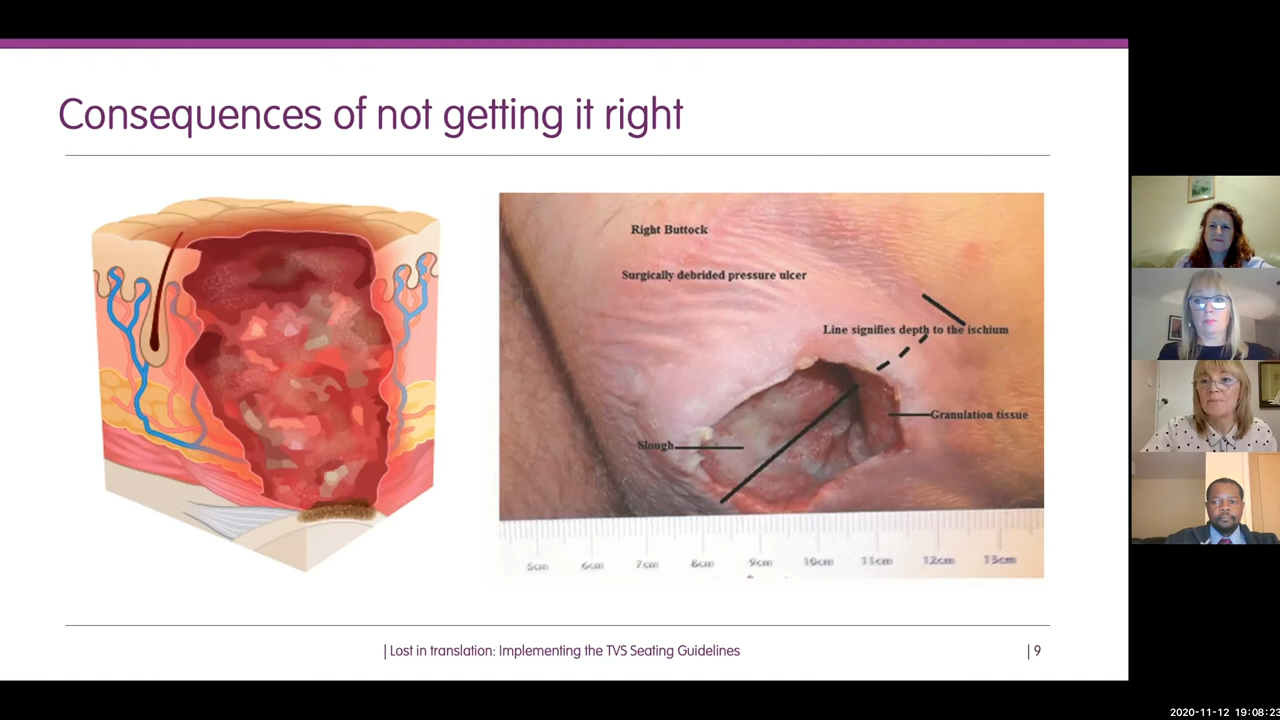 Consequences of not getting it right
Right Buttock
Surgically debrided pressure ulcer
Line signifies depth to the ischium
Granulation tissue
Slough
5cm 6cm 7cm 8cm 9cm 10cm 11cm 12cm 13cm
| Lost in translation: Implementing the TVS Seating Guidelines
| 9
2020-11-12 19:08:23